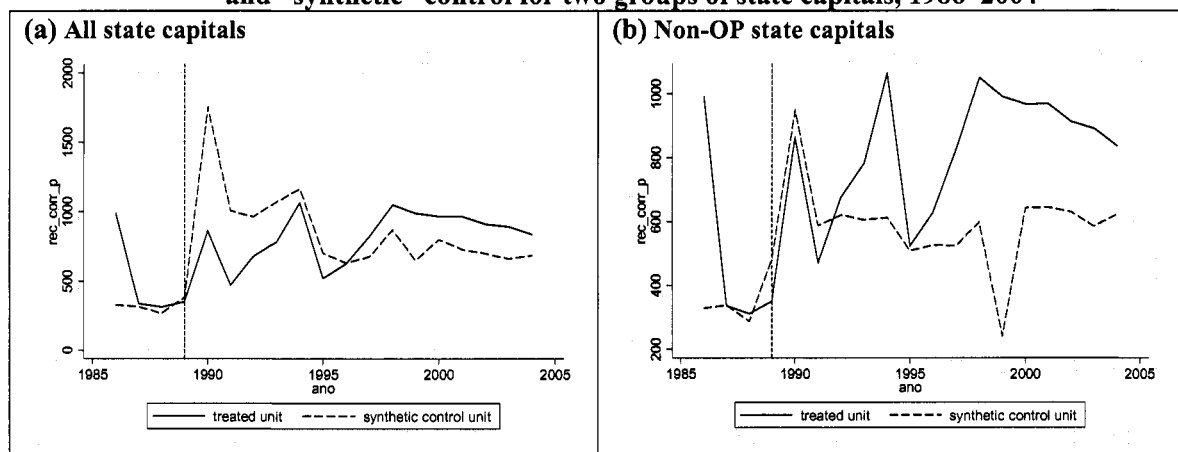 and "synthetic" control for two groups of state capitals, 1986-2004
(a) All state capitals
2000
1500
1000
500
0
rec_corr_p
1985
1990
1995
2000
2005
ano
treated unit
synthetic control unit
(b) Non-OP state capitals
1000
800
600
400
200
rec_corr_p
1985
1990
1995
2000
2005
ano
treated unit
synthetic control unit